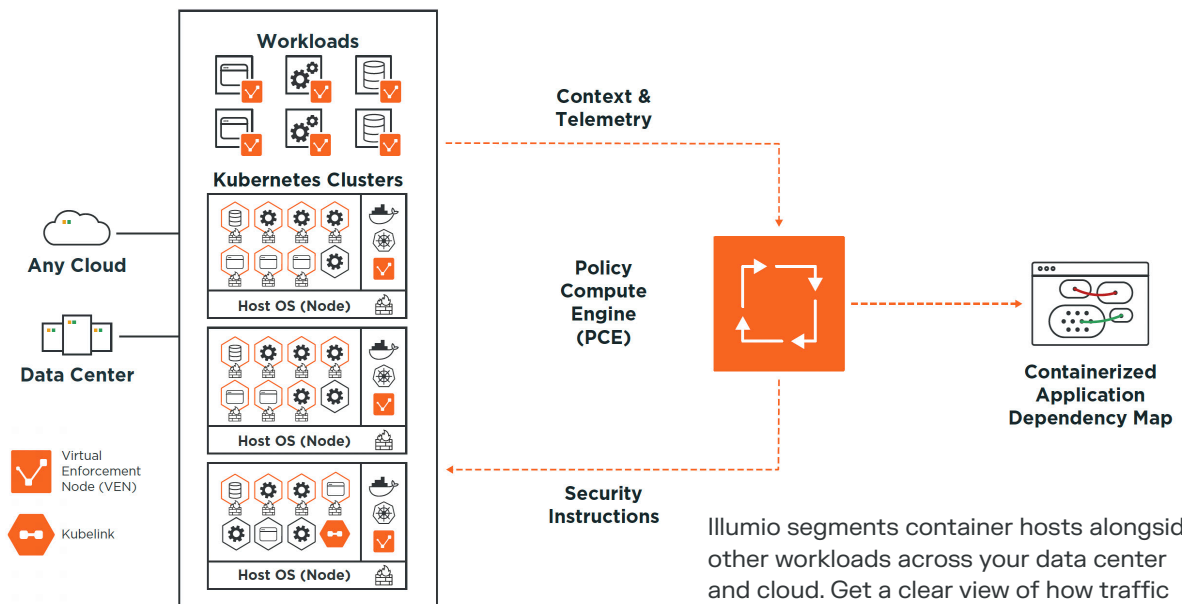 Workloads
Kubernetes Clusters
Host OS (Node)
Host OS (Node)
Host OS (Node)
Any Cloud
Data Center
Virtual
Enforcement
Node (VEN)
Kubelink
Context &
Telemetry
Policy
Compute
Engine
(PCE)
Security
Instructions
Containerized
Application
Dependency Map
Illumio segments container hosts alongsid
other workloads across your data center
and cloud. Get a clear view of how traffic